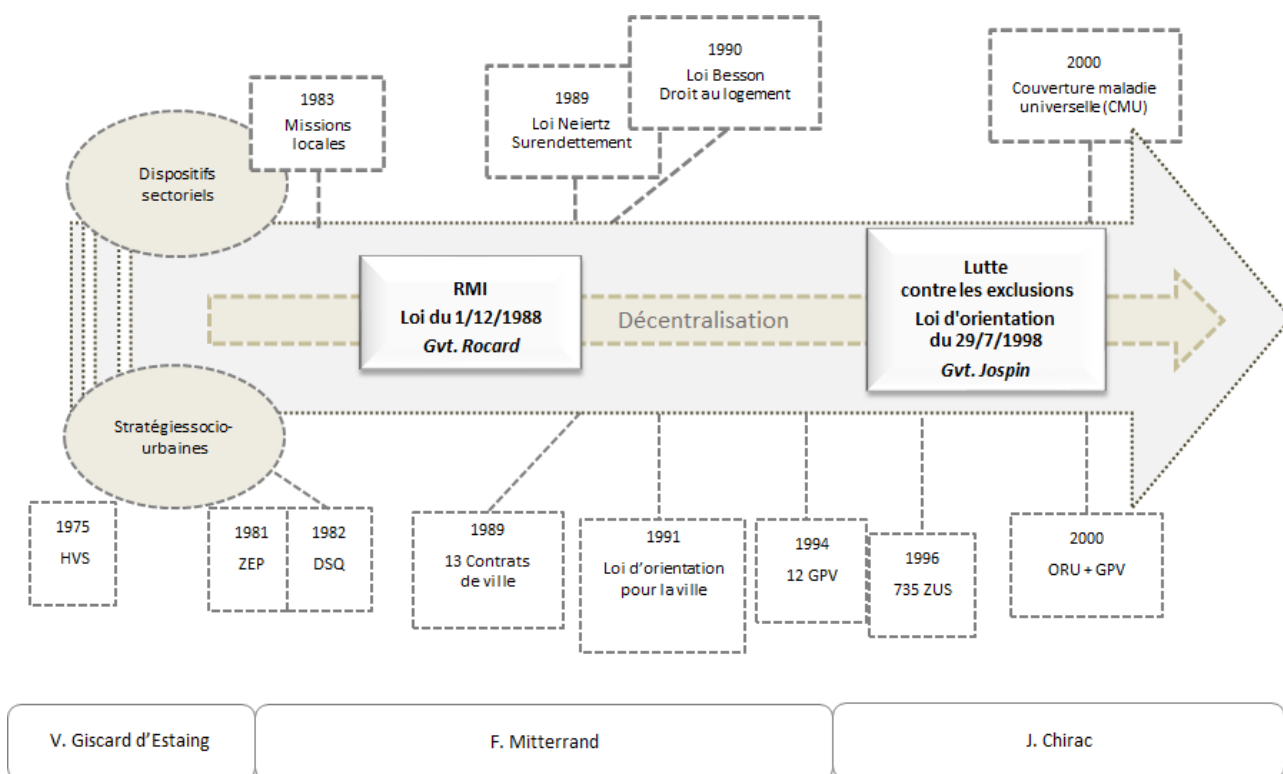 1990
Loi Besson
Droit au logement
2000
Couverture maladie
universelle (CMU)
1989
Loi Neiertz
Surendettement
1983
Missions
locales
Dispositifs
sectoriels
RMI
Loi du 1/12/1988
Gvt. Rocard
Décentralisation
Lutte
contre les exclusions
Loi d'orientation
du 29/7/1998
Gvt. Jospin
Stratégiessocio-
urbaines
1975
HVS
1981
ZEP
1982
DSQ
1989
13 Contrats
de ville
1991
Loi d’orientation
pour la ville
1994
12 GPV
1996
735 ZUS
2000
ORU + GPV
V. Giscard d’Estaing
F. Mitterrand
J. Chirac